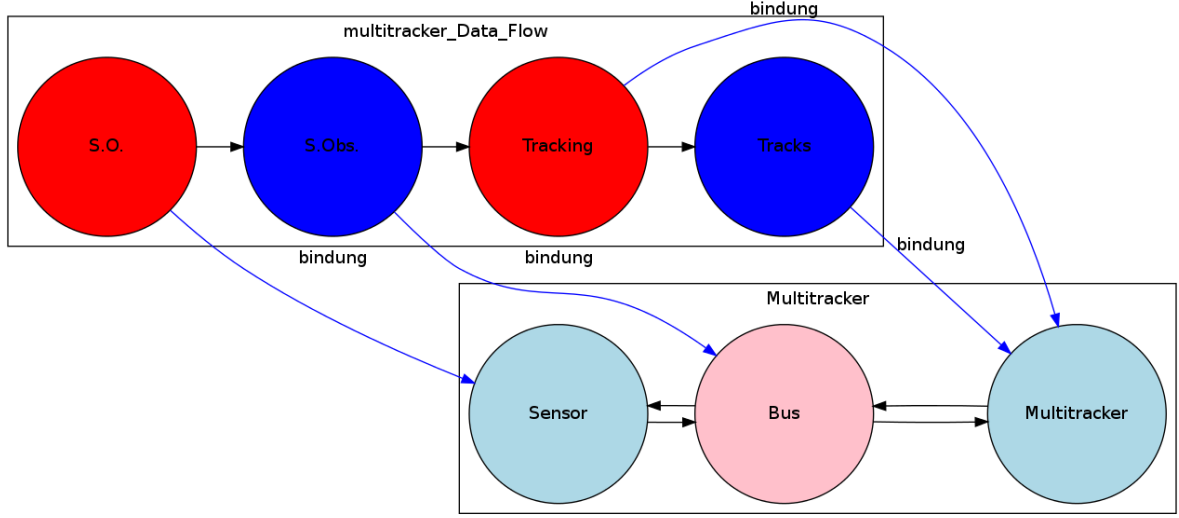 bindung
multitracker_Data_Flow
S.O.
S.Obs.
Tracking
Tracks
bindung
bindung
bindung
Multitracker
Sensor
Bus
Multitracker